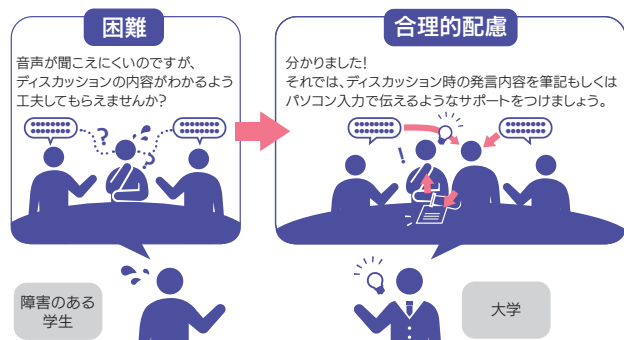 困難
音声が聞こえにくいのですが、
ディスカッションの内容がわかるよう
工夫してもらえませんか?
合理的配慮
分かりました!
それでは、ディスカッション時の発言内容を筆記もしくは
パソコン入力で伝えるようなサポートをつけましょう。
?
?
!
障害のある
学生
大学